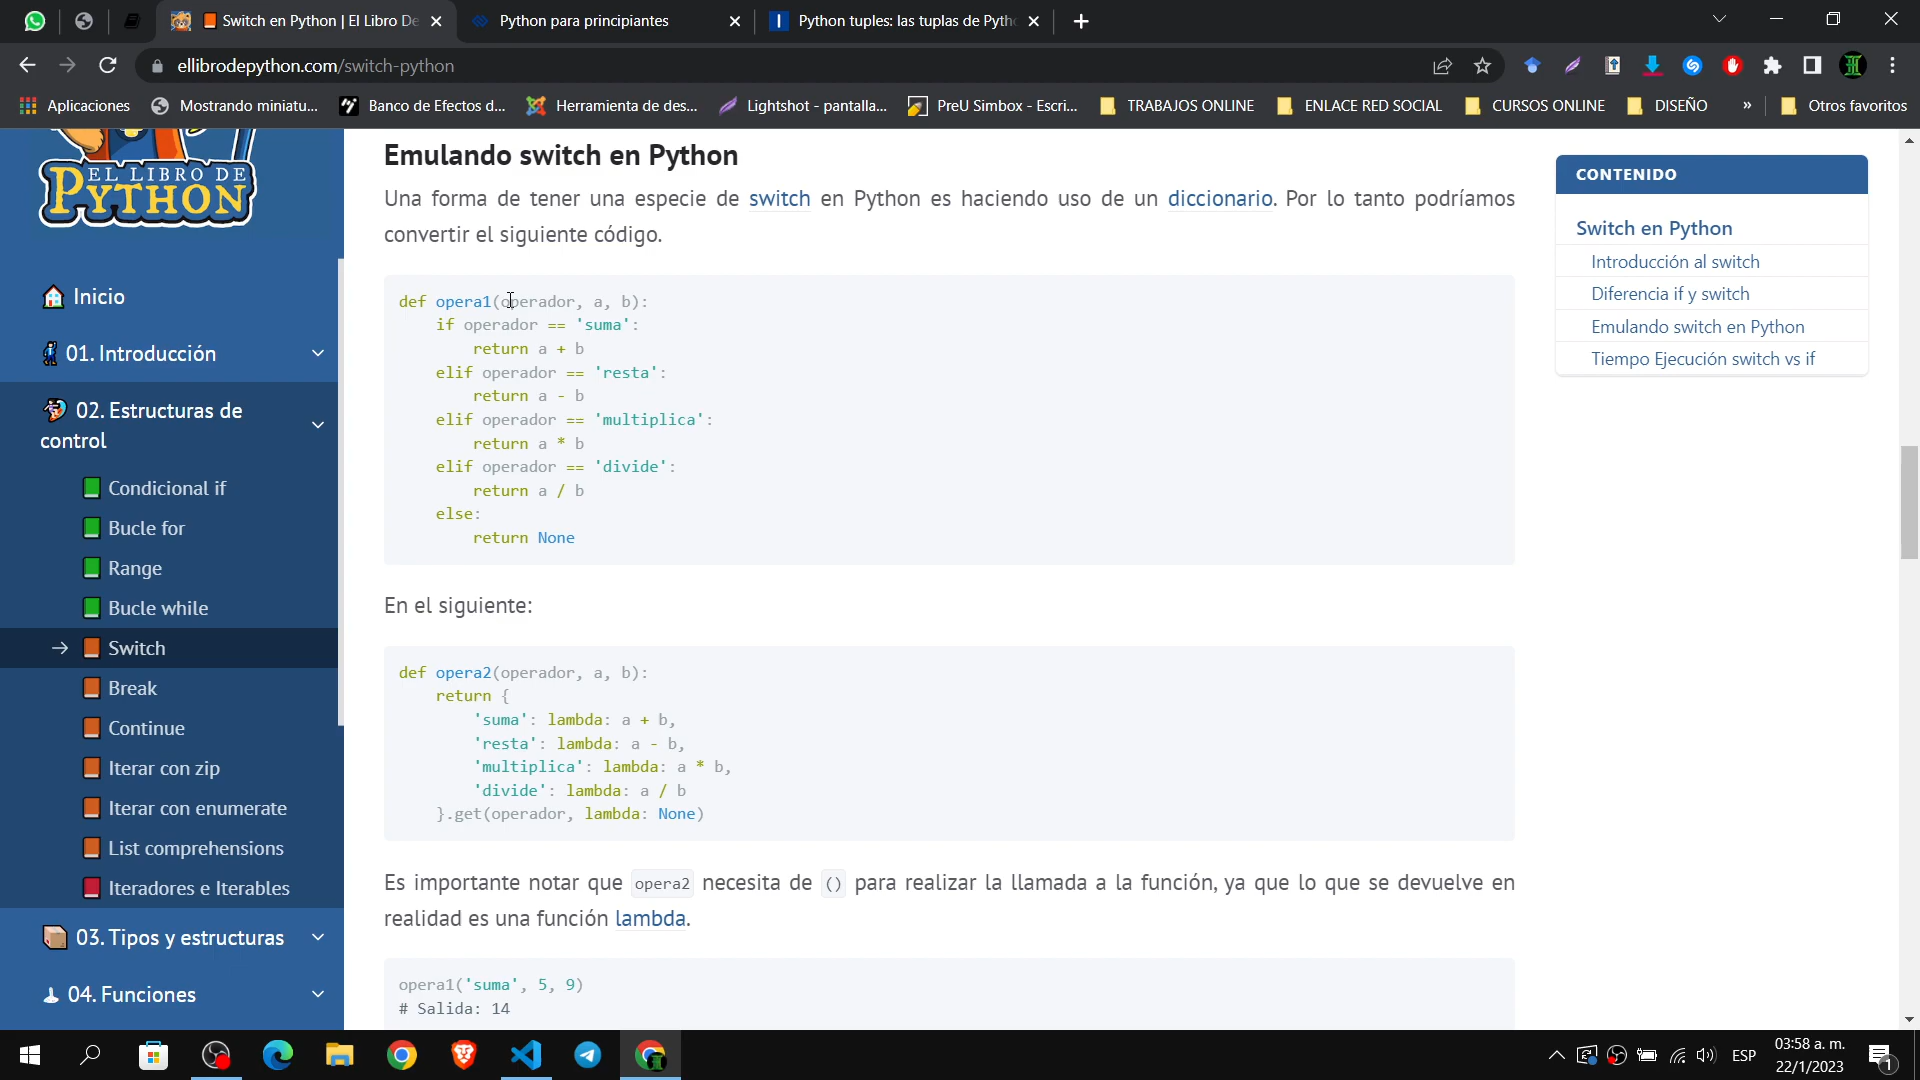 Switch en Python | El Libro De
Python para principiantes
Python tuples: las tuplas de Pyth
ellibrodepython.com/switch-python
Aplicaciones
Mostrando miniatu...
Banco de Efectos d...
Herramienta de des...
Lightshot - pantalla...
PreU Simbox - Escri...
TRABAJOS ONLINE
ENLACE RED SOCIAL
CURSOS ONLINE
DISEÑO
»
Otros favoritos
EL LIBRO DE
PYTHON
Inicio
01. Introducción
02. Estructuras de
control
Condicional if
Bucle for
Range
Bucle while
→ Switch
Break
Continue
Iterar con zip
Iterar con enumerate
List comprehensions
Iteradores e Iterables
03. Tipos y estructuras
04. Funciones
Emulando switch en Python
Una forma de tener una especie de switch en Python es haciendo uso de un diccionario. Por lo tanto podríamos
convertir el siguiente código.
def opera1(operador, a, b):
    if operador == 'suma':
        return a + b
    elif operador == 'resta':
        return a - b
    elif operador == 'multiplica':
        return a * b
    elif operador == 'divide':
        return a / b
    else:
        return None
En el siguiente:
def opera2(operador, a, b):
    return {
        'suma': lambda: a + b,
        'resta': lambda: a - b,
        'multiplica': lambda: a * b,
        'divide': lambda: a / b
    }.get(operador, lambda: None)
Es importante notar que opera2 necesita de () para realizar la llamada a la función, ya que lo que se devuelve en
realidad es una función lambda.
opera1('suma', 5, 9)
# Salida: 14
CONTENIDO
Switch en Python
Introducción al switch
Diferencia if y switch
Emulando switch en Python
Tiempo Ejecución switch vs if
ESP
03:58 a. m.
22/1/2023
1